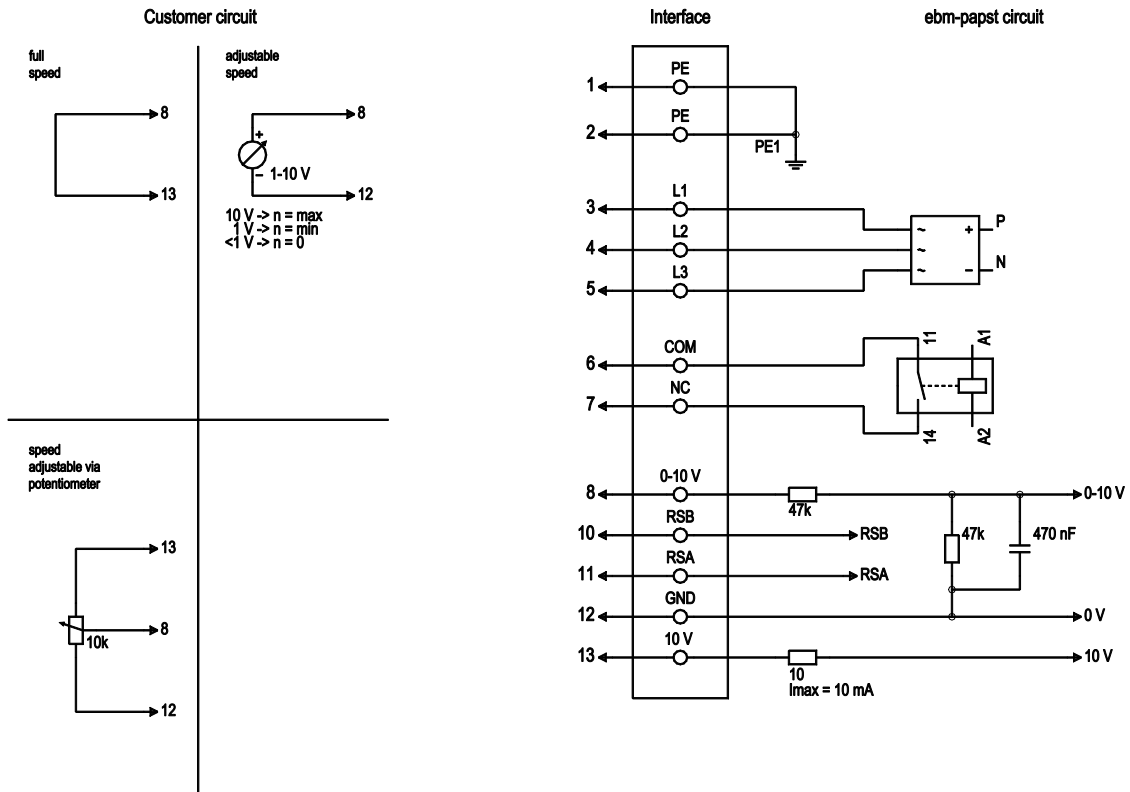 Customer circuit
Interface
ebm-papst circuit
full
speed
8
13
adjustable
speed
8
+
– 1-10 V
12
10 V -> n = max
1 V -> n = min
<1 V -> n = 0
speed
adjustable via
potentiometer
13
8
10k
12
1
PE
2
PE
PE1
3
L1
4
L2
5
L3
~
~
~
+
–
P
N
6
COM
7
NC
11
14
A1
A2
8
0-10 V
47k
0-10 V
10
RSB
RSB
47k
470 nF
11
RSA
RSA
12
GND
0 V
13
10 V
10
Imax = 10 mA
10 V